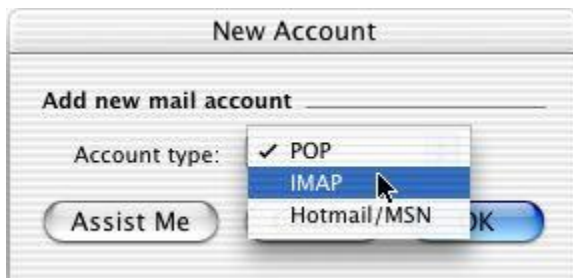 New Account
Add new mail account
Account type:
✓ POP
IMAP
Hotmail/MSN
Assist Me